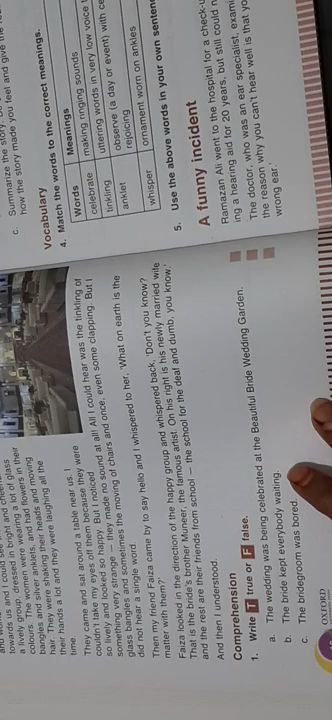 towards us and I could see
a lively group, dressed in bright and
colours. The women were wearing a lot of glass
bangles and silver anklets, and had flowers in their
hair. They were shaking their heads and moving
their hands a lot and they were laughing all the
time.
They came and sat around a table near us. I
couldn't take my eyes off them because they were
so lively and looked so happy. But I noticed
something very strange — they made no sound at all! All I could hear was the tinkling of
glass bangles and sometimes the moving of chairs and once, even some clapping. But I
did not hear a single word.
Then my friend Faiza came by to say hello and I whispered to her, 'What on earth is the
matter with them?'
Faiza looked in the direction of the happy group and whispered back, 'Don't you know?
That is the bride's brother Muneer, the famous artist. On his right is his newly married wife
and the rest are their friends from school — the school for the deaf and dumb, you know.'
And then I understood.
Comprehension
1. Write T true or F false.
a. The wedding was being celebrated at the Beautiful Bride Wedding Garden.
b. The bride kept everybody waiting.
c. The bridegroom was bored.
OXFORD
c. Summarize the story
how the story made you feel and give the
Vocabulary
4. Match the words to the correct meanings.
Words Meanings
celebrate making ringing sounds
tinkling uttering words in very low voice
anklet observe (a day or event) with
rejoicing
whisper ornament worn on ankles
5. Use the above words in your own
A funny incident
Ramazan Ali went to the hospital for a
ing a hearing aid for 20 years, but still could
The doctor, who was an ear specialist,
the reason why you can't hear well is that
wrong ear.'